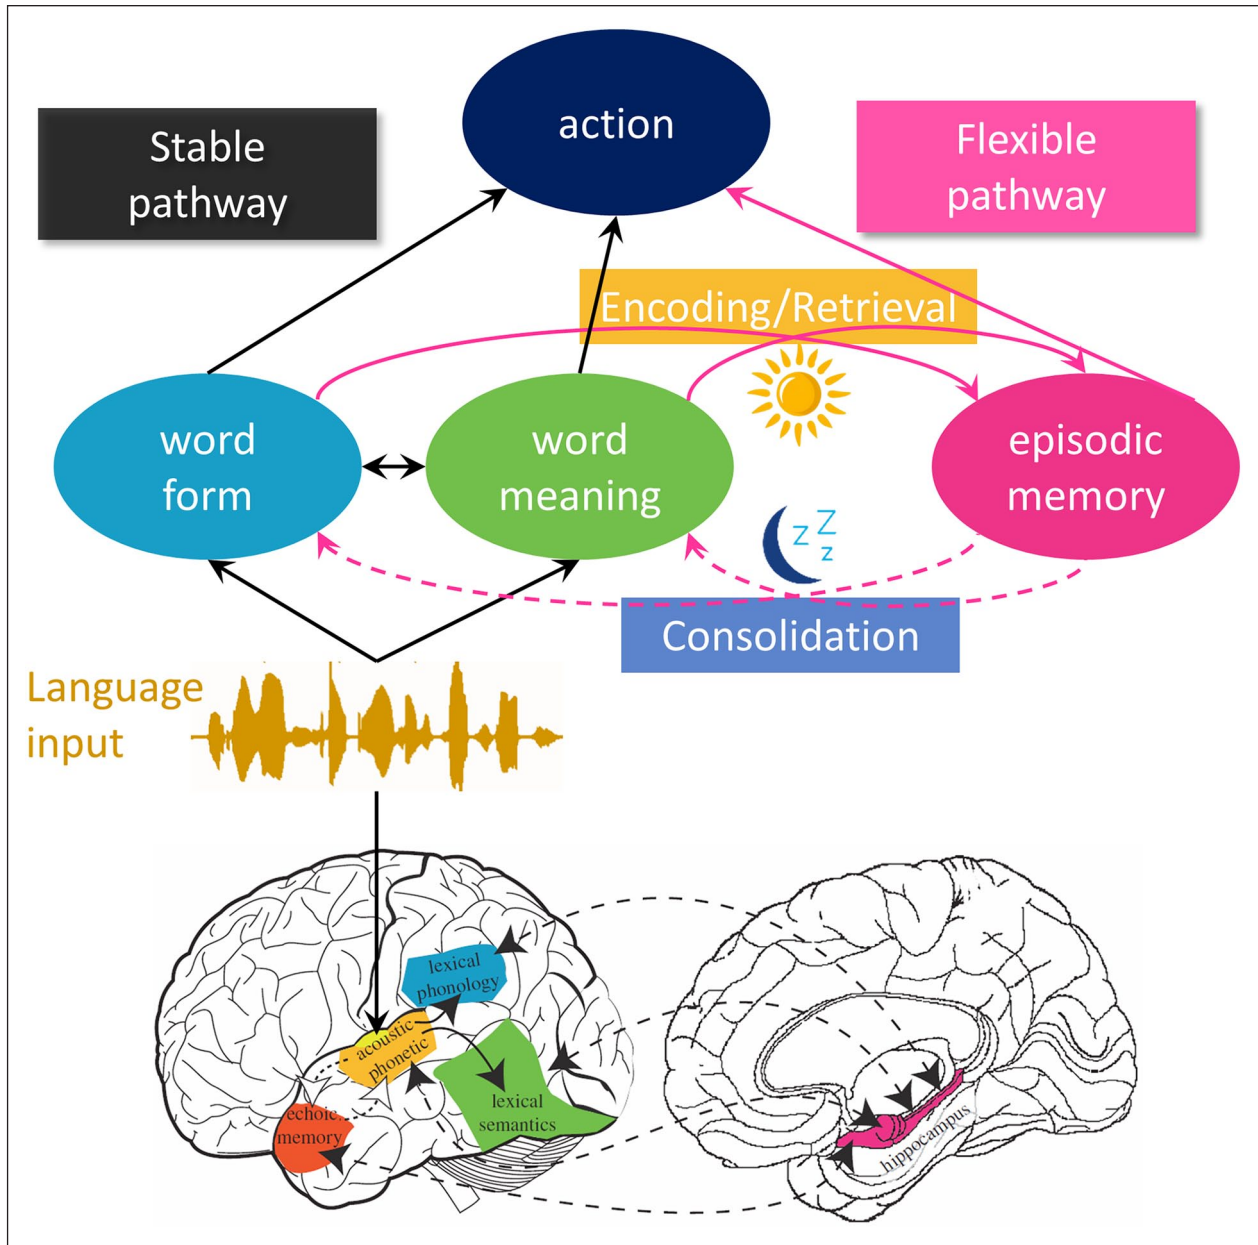 action
Stable
pathway
Flexible
pathway
Encoding/Retrieval
word
form
word
meaning
episodic
memory
z Z
z
Consolidation
Language
input
lexical
phonology
acoustic
phonetic
echoic...
memory
lexical
semantics
hippocampus